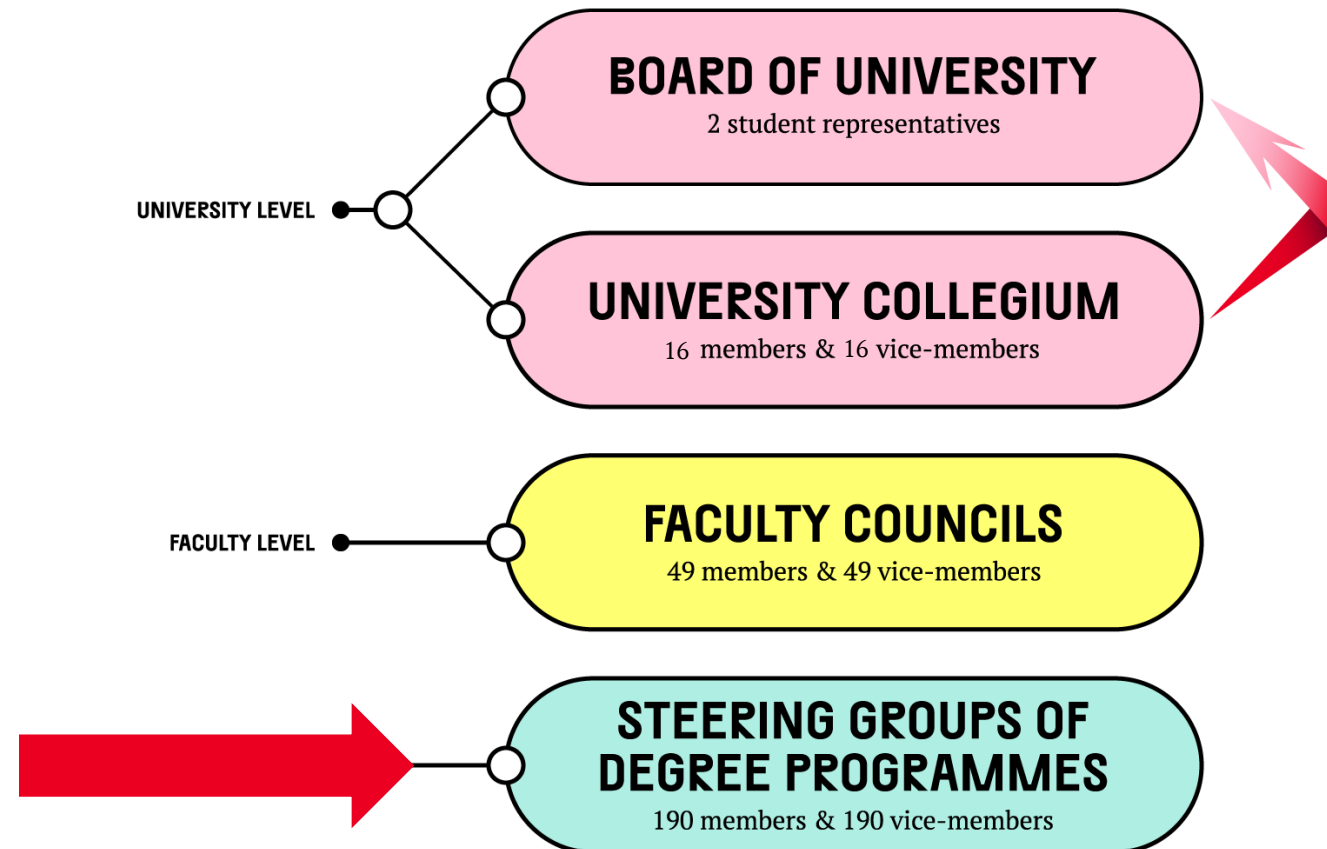 BOARD OF UNIVERSITY
2 student representatives
UNIVERSITY LEVEL
UNIVERSITY COLLEGIUM
16 members & 16 vice-members
FACULTY COUNCILS
49 members & 49 vice-members
FACULTY LEVEL
STEERING GROUPS OF
DEGREE PROGRAMMES
190 members & 190 vice-members